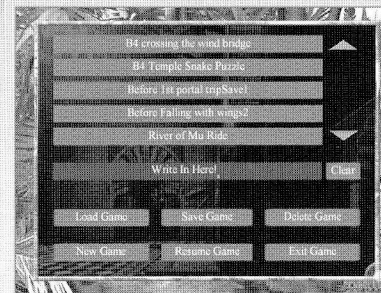 B4 crossing the wind bridge
B4 Temple Snake Puzzle
Before 1st portal tripSave1
Before Falling with wings2
River of Mu Ride
Write In Here!
Clear
Load Game Save Game Delete Game
New Game Resume Game Exit Game